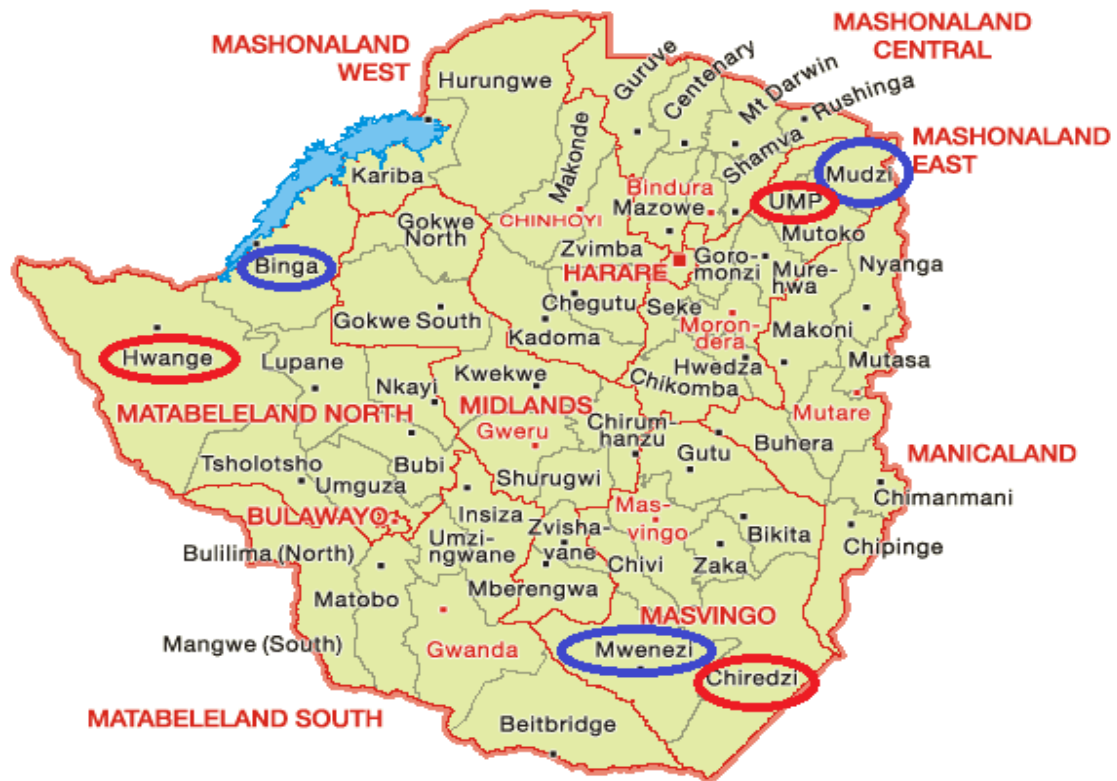 MASHONALAND
WEST
MASHONALAND
CENTRAL
Hurungwe
Guruve
Centenary
Mt Darwin
Rushinga
MASHONALAND
EAST
Makonde
Shamva
Mudzi
Kariba
Bindura
UMP
Gokwe
North
CHINHOYI
Mazowe
Mutoko
Zvimba
Binga
HARARE
Goro-
monzi
Mure-
hwa
Nyanga
Chegutu
Seke
Gokwe South
Kadoma
Moron-
dera
Makoni
Hwange
Lupane
Hwedza
Mutasa
Nkayi
Kwekwe
Chikomba
MATABELELAND NORTH
MIDLANDS
Mutare
Gweru
Chirum-
hanzu
Gutu
Buhera
MANICALAND
Tsholotsho
Bubi
Shurugwi
Umguza
Chimanmani
BULAWAYO
Insiza
Zvisha-
vane
Mas-
vingo
Bikita
Umzi-
ngwane
Chipinge
Bulilima (North)
Chivi
Zaka
Matobo
Mberengwa
MASVINGO
Mangwe (South)
Gwanda
Mwenezi
Chiredzi
MATABELELAND SOUTH
Beitbridge